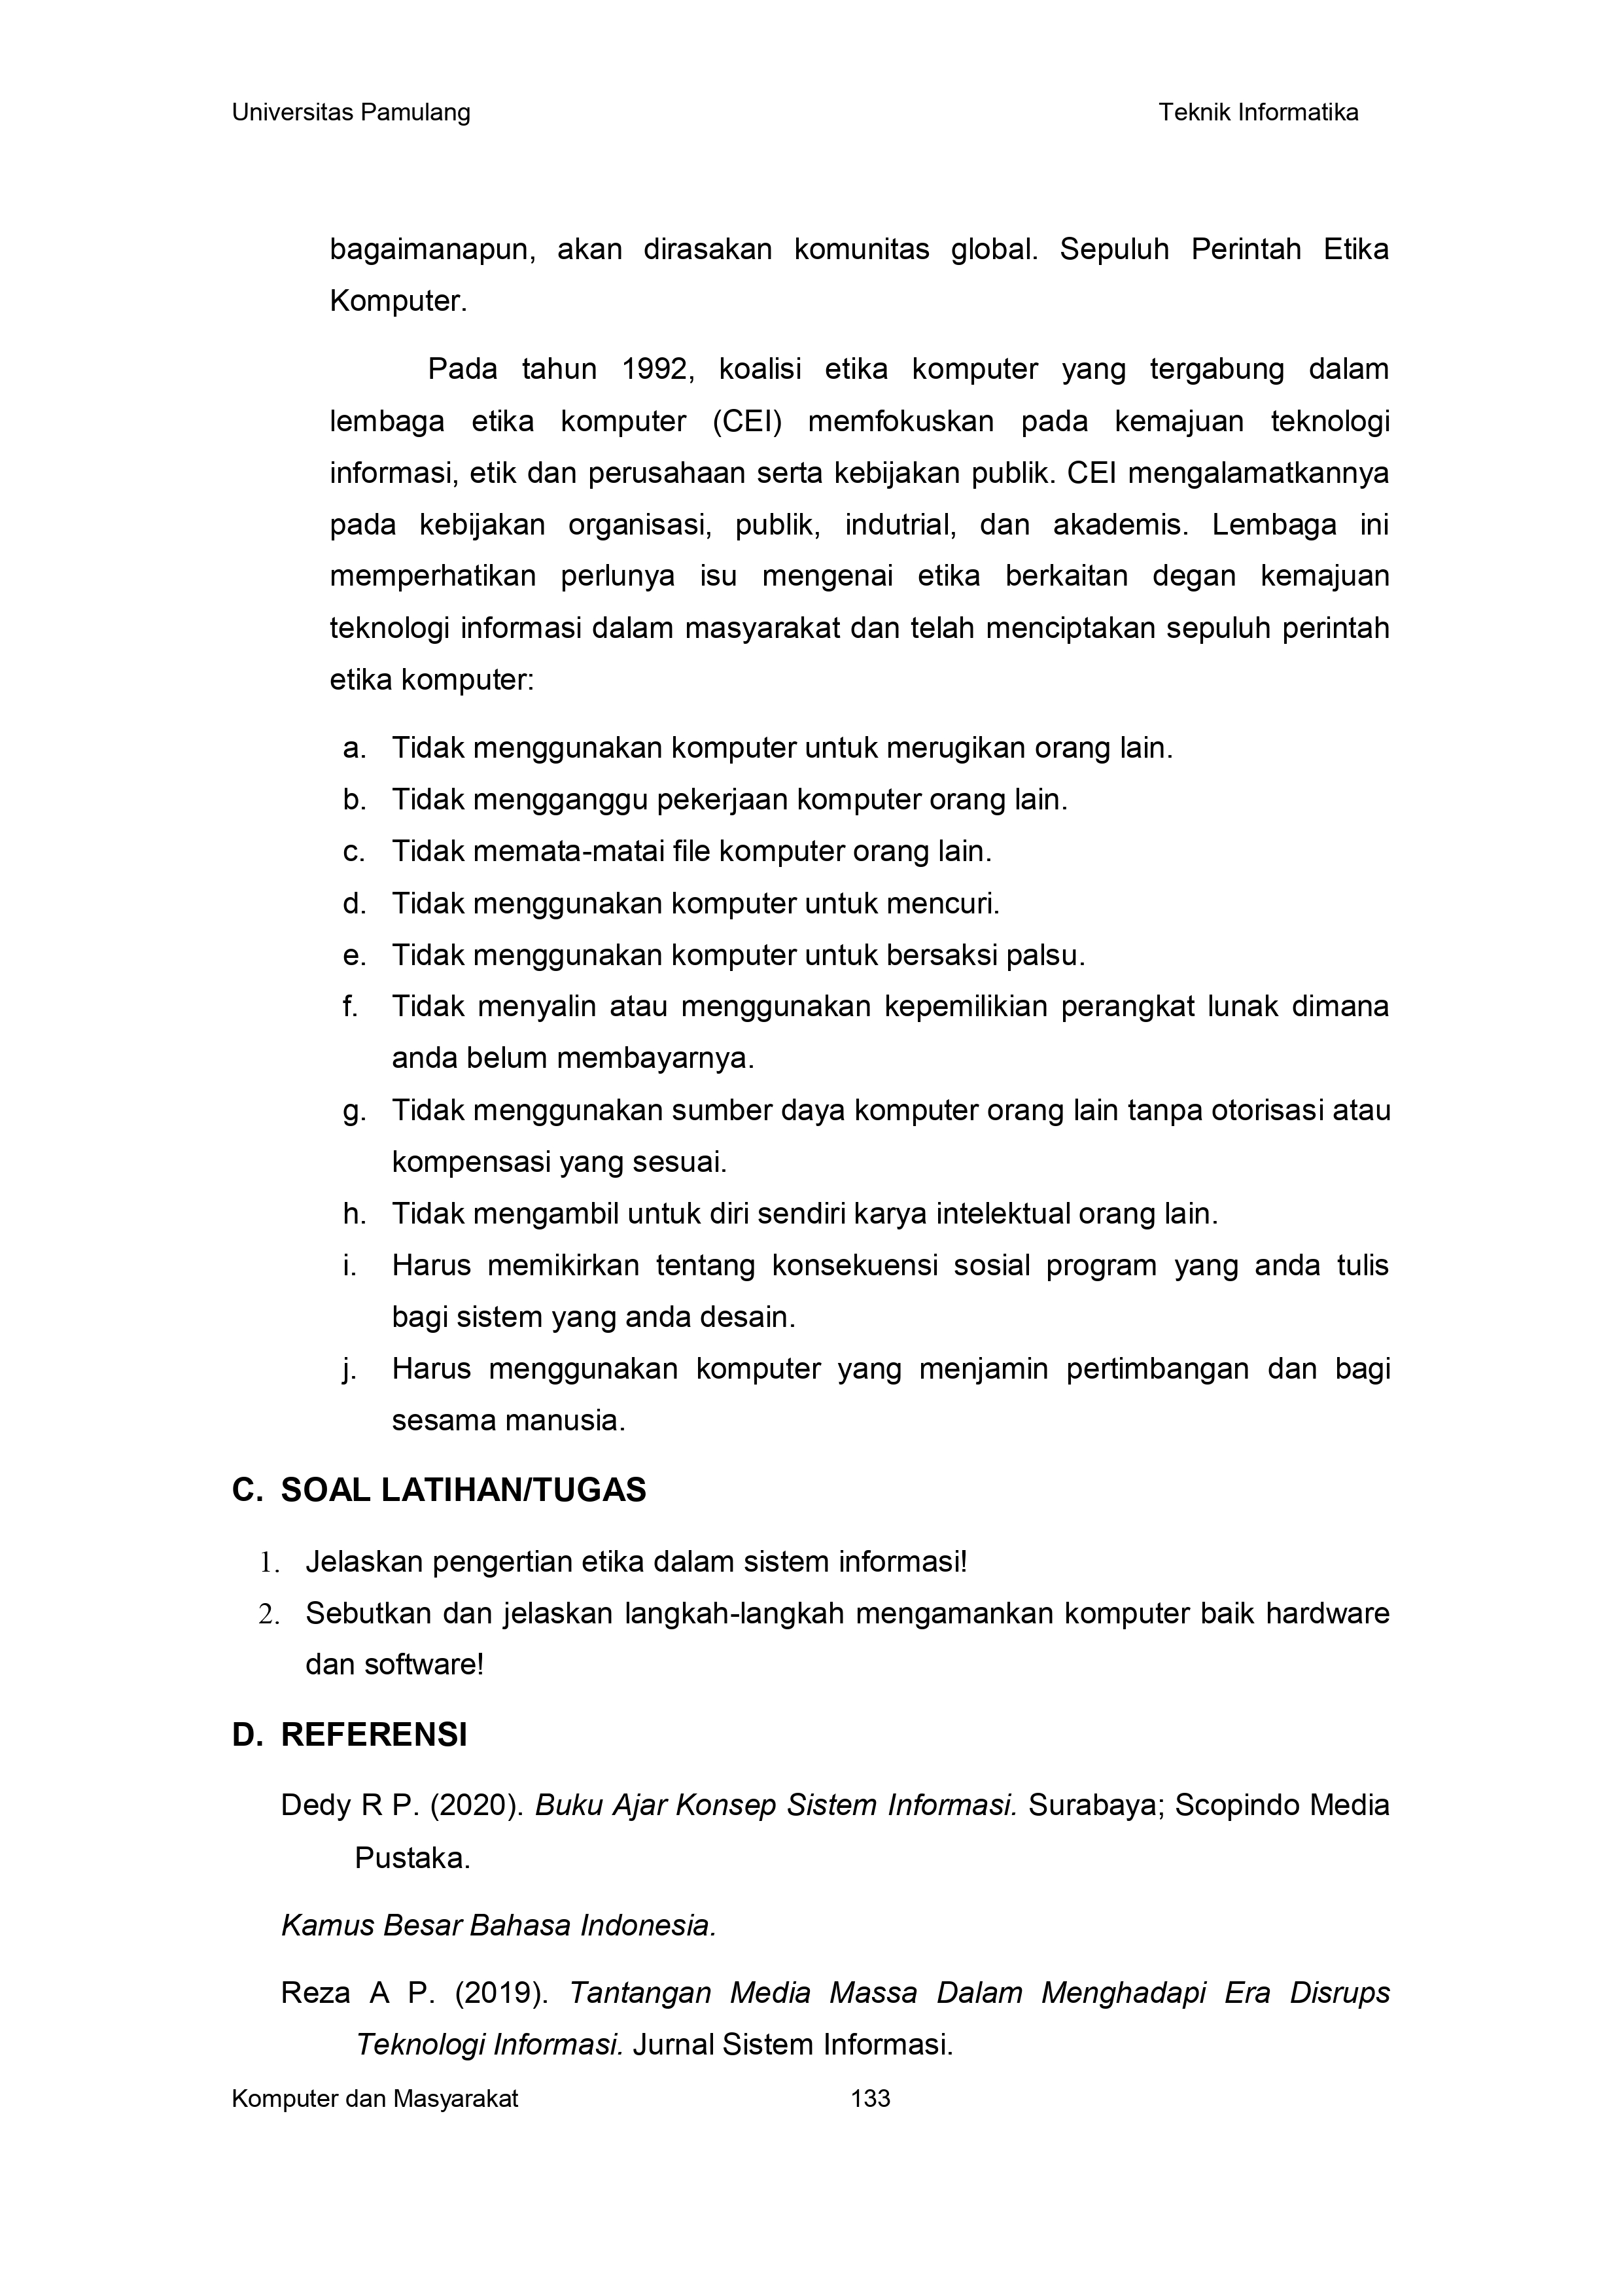 Universitas Pamulang Teknik Informatika
bagaimanapun, akan dirasakan komunitas global. Sepuluh Perintah Etika
Komputer.
Pada tahun 1992, koalisi etika komputer yang tergabung dalam
lembaga etika komputer (CEI) memfokuskan pada kemajuan teknologi
informasi, etik dan perusahaan serta kebijakan publik. CEI mengalamatkannya
pada kebijakan organisasi, publik, indutrial, dan akademis. Lembaga ini
memperhatikan perlunya isu mengenai etika berkaitan degan kemajuan
teknologi informasi dalam masyarakat dan telah menciptakan sepuluh perintah
etika komputer:
a. Tidak menggunakan komputer untuk merugikan orang lain.
b. Tidak mengganggu pekerjaan komputer orang lain.
c. Tidak memata-matai file komputer orang lain.
d. Tidak menggunakan komputer untuk mencuri.
e. Tidak menggunakan komputer untuk bersaksi palsu.
f. Tidak menyalin atau menggunakan kepemilikian perangkat lunak dimana
anda belum membayarnya.
g. Tidak menggunakan sumber daya komputer orang lain tanpa otorisasi atau
kompensasi yang sesuai.
h. Tidak mengambil untuk diri sendiri karya intelektual orang lain.
i. Harus memikirkan tentang konsekuensi sosial program yang anda tulis
bagi sistem yang anda desain.
j. Harus menggunakan komputer yang menjamin pertimbangan dan bagi
sesama manusia.
C. SOAL LATIHAN/TUGAS
1. Jelaskan pengertian etika dalam sistem informasi!
2. Sebutkan dan jelaskan langkah-langkah mengamankan komputer baik hardware
dan software!
D. REFERENSI
Dedy R P. (2020). Buku Ajar Konsep Sistem Informasi. Surabaya; Scopindo Media
Pustaka.
Kamus Besar Bahasa Indonesia.
Reza A P. (2019). Tantangan Media Massa Dalam Menghadapi Era Disrups
Teknologi Informasi. Jurnal Sistem Informasi.
Komputer dan Masyarakat 133